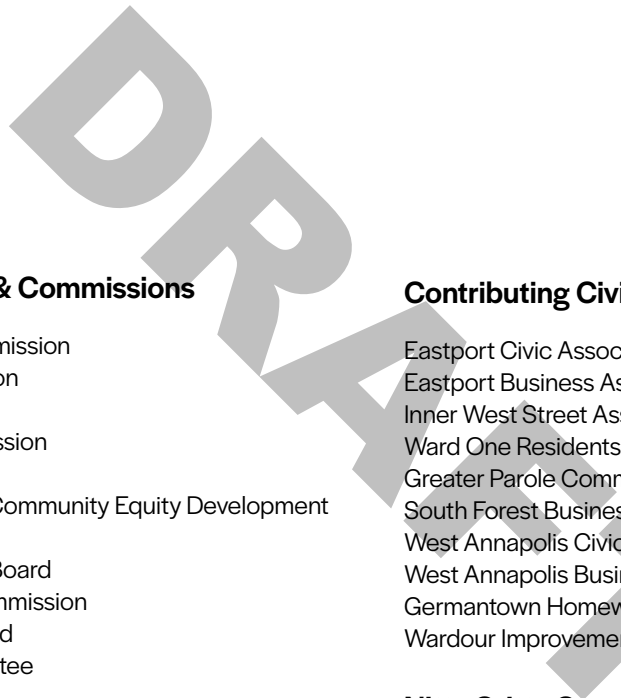 DRAFT
& Commissions
mission
on
ssion
Community Equity Development
Board
mmission
d
tee
Contributing Civi
Eastport Civic Assoc
Eastport Business As
Inner West Street Ass
Ward One Residents
Greater Parole Comm
South Forest Busines
West Annapolis Civic
West Annapolis Busi
Germantown Homew
Wardour Improveme